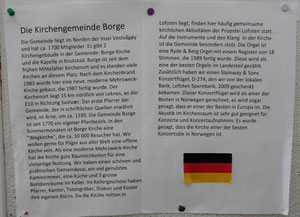 Die Kirchengemeinde Borge
Die Gemeinde liegt im Norden der Insel Vestvågøy
und hat ca. 1700 Mitglieder. Es gibt 2
Kirchengebäude in der Gemeinde: Borge Kirche
und die Kapelle in Knutstad. Borge ist seit dem
frühen Mittelalter Kirchenort und es standen viele
Kirchen an diesem Platz. Nach dem Kirchenbrand
1983 wurde hier eine neue, moderne Mehrzweck-
Kirche gebaut, die 1987 fertig wurde. Der
Kirchenort liegt 15 km nördlich von Leknes, an der
E10 in Richtung Svolvær. Der erste Pfarrer der
Gemeinde, der in schriftlichen Quellen erwähnt
wird, ist Arne, um ca. 1330. Die Gemeinde Borge
ist seit 1770 ein eigener Pfarrbezirk. In den
Sommermonaten ist Borge Kirche eine
"Wegkirche", die ca. 10 000 Besucher hat. Wir
wollen gerne für Pilger aus aller Welt eine offene
Kirche sein. Als eine moderne Mehrzweck-Kirche
hat die Kirche gute Räumlichkeiten für eine
vielseitige Nutzung. Wir haben einen schönen und
praktischen Gemeindesaal, ein viel genutztes
Kaminzimmer, eine Küche und 3 grosse
Bombenräume im Keller. Im Kellergeschoss haben
Pfarrer, Kantor, Totengräber, Diakon und Küster
ihre eigenen Büros. Da die Kirche mitten in
Lofoten liegt, finden hier häufig gemeinsame
kirchlichen Aktivitäten der Propstei Lofoten statt.
Auf die Instrumente und den Klang in der Kirche
ist die Gemeinde besonders stolz. Die Orgel ist
eine Ryde & Berg Orgel mit einem Register von 18
Stimmen, die 1989 fertig wurde. Diese wird als
eine der besten Orgeln im Landesteil gezählt.
Zusätzlich haben wir einen Steinway & Sons
Konzertflügel, D 274, den wir von der lokalen
Bank, Lofoten Sparebank, 2009 geschenkt
bekamen. Dieser Konzertflügel wird als einer der
Besten in Norwegen gerechnet, es wird sogar
gesagt, dass er einer der Besten in Europa ist. Die
Akustik im Kirchenraum ist sehr gut geeignet für
Konzerte und Konzertaufnahmen. Es wurde
gesagt, dass die Kirche einer der besten
Konzertsäle in Norwegen ist.